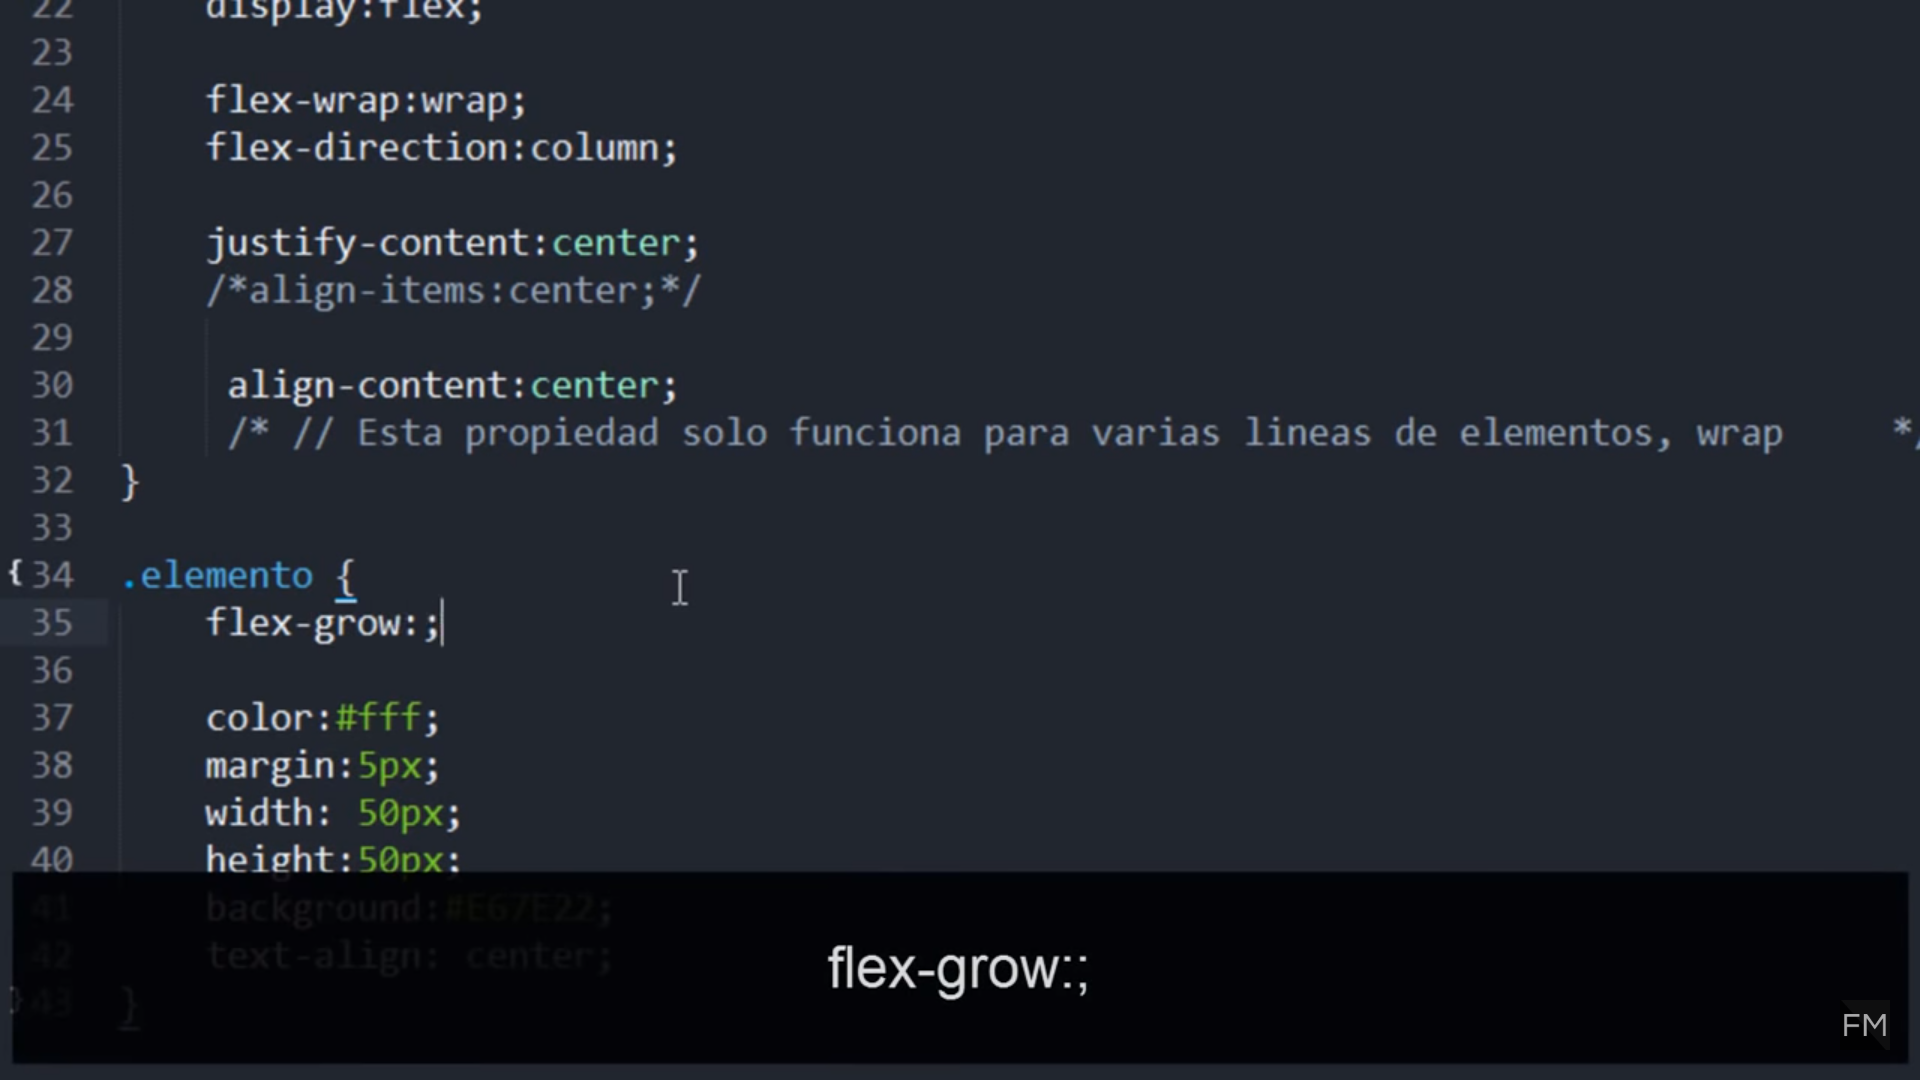 22 display:flex;
23
24 flex-wrap:wrap;
25 flex-direction:column;
26
27 justify-content:center;
28 /*align-items:center;*/
29
30 align-content:center;
31 /* // Esta propiedad solo funciona para varias lineas de elementos, wrap */
32 }
33
{34 .elemento {
35 flex-grow:;
36
37 color:#fff;
38 margin:5px;
39 width: 50px;
40 height:50px;
41 background:#E67E22;
42 text-align: center;
}43 }
flex-grow:;
FM